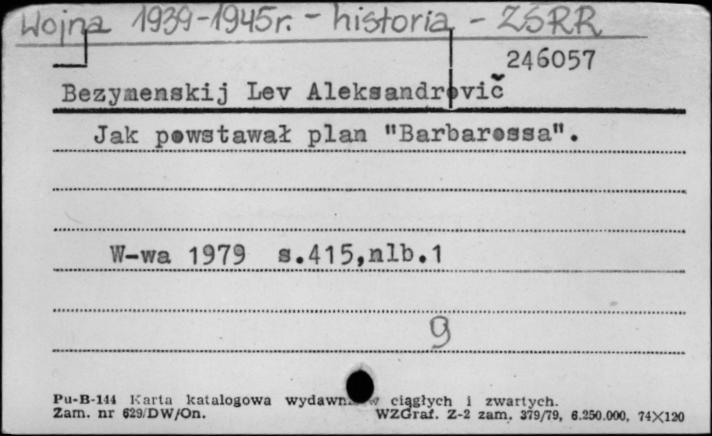 Wojna 1939-1945r. - historia - ZSRR
246057
Bezymenskij Lev Aleksandrovič
Jak powstawał plan "Barbarossa".
W-wa 1979 s.415,nlb.1
9
Pu-B-144 Karta katalogowa ciągłych i zwartych.
Zam. nr 629/DW/On. WZGraf. Z-2 zam. 379/79, 6.250.000, 74×120